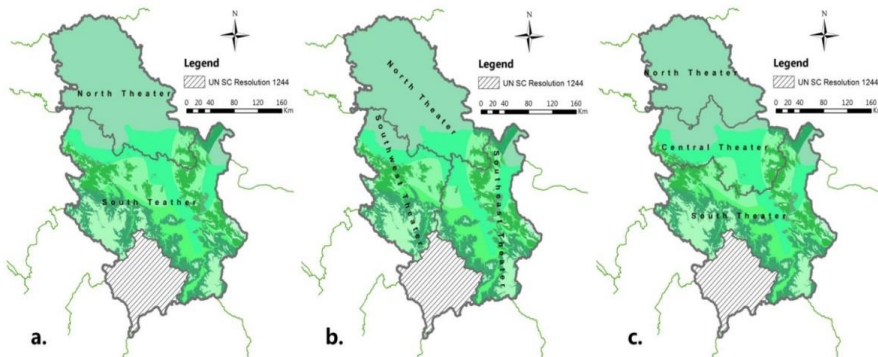 N
Legend
UN SC Resolution 1244
0 20 40 80 120 160
Km
North Theater
South Teather
a.
N
Legend
UN SC Resolution 1244
0 20 40 80 120 160
Km
North Theater
Southwest Theater
Southeast Theater
b.
N
Legend
UN SC Resolution 1244
0 20 40 80 120 160
Km
North Theater
Central Theater
South Theater
c.